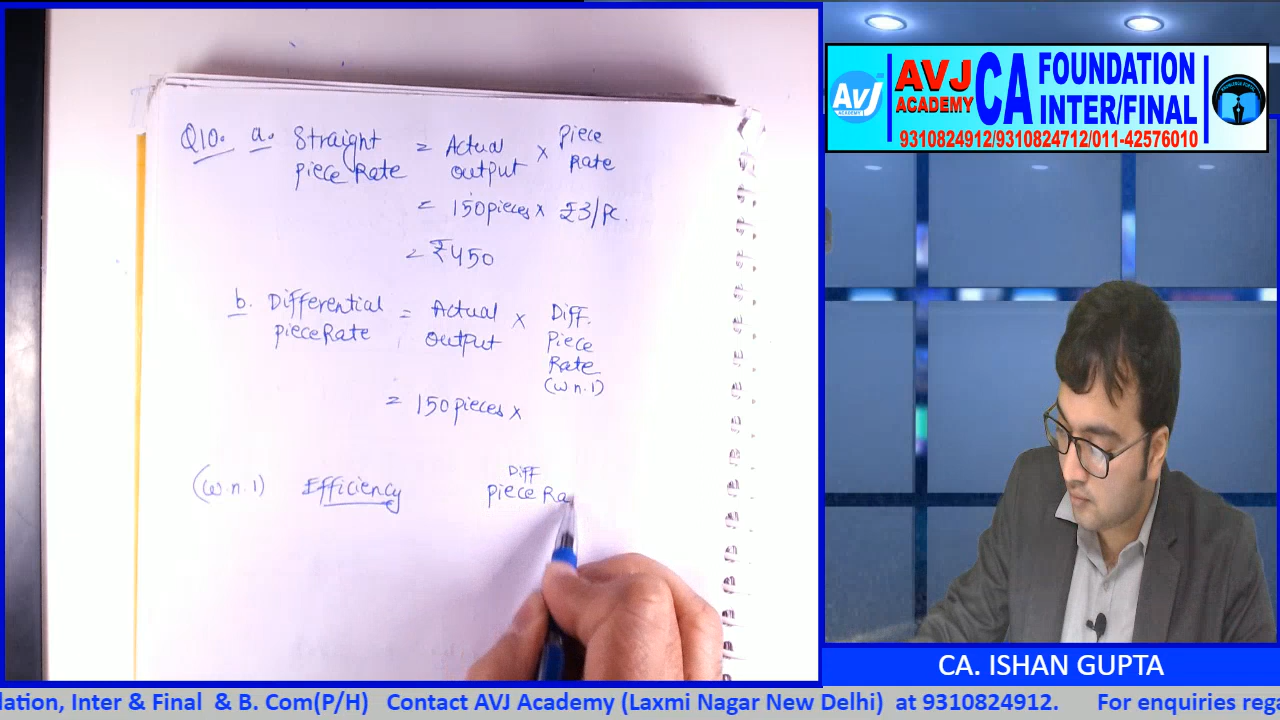 Q10. a. Straight piece Rate = Actual output × Piece Rate
= 150 pieces × ₹3/pc.
= ₹450
b. Differential piece Rate = Actual output × Diff. Piece Rate (w.n.1)
= 150 pieces ×
(w.n.1) Efficiency Diff piece Ra
AVJ
ACADEMY
AVJ
ACADEMY
CA
FOUNDATION
INTER/FINAL
9310824912/9310824712/011-42576010
CA. ISHAN GUPTA
dation, Inter & Final & B. Com(P/H) Contact AVJ Academy (Laxmi Nagar New Delhi) at 9310824912. For enquiries rega